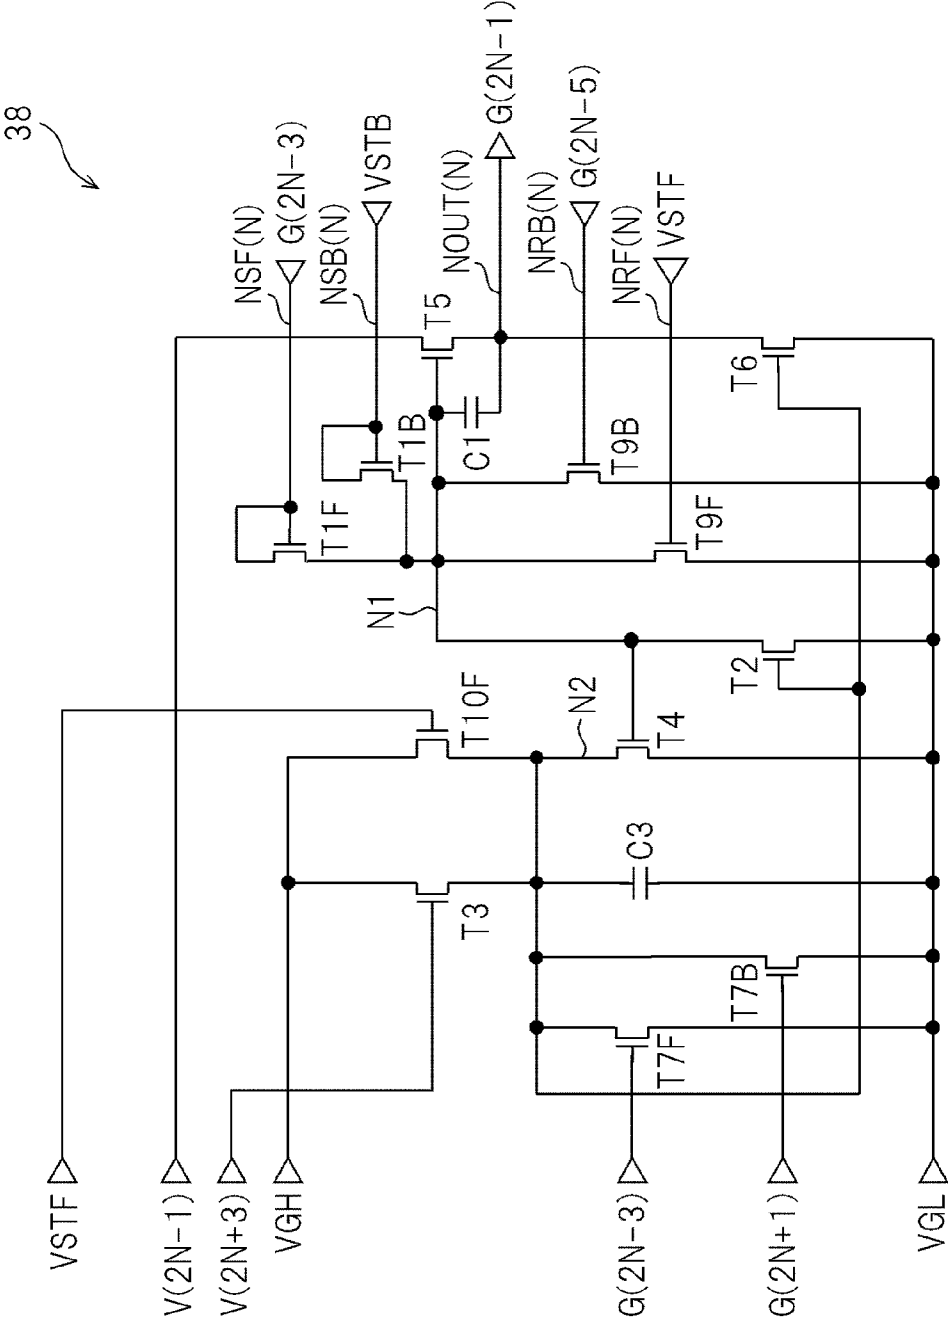 38
VSTF
V(2N-1)
V(2N+3)
VGH
G(2N-3)
G(2N+1)
VGL
NSF(N)
G(2N-3)
NSB(N)
VSTB
NOUT(N)
G(2N-1)
NRB(N)
G(2N-5)
NRF(N)
VSTF
T1F
T1B
T5
C1
T9B
T9F
T6
N1
T2
T10F
N2
T4
T3
C3
T7B
T7F